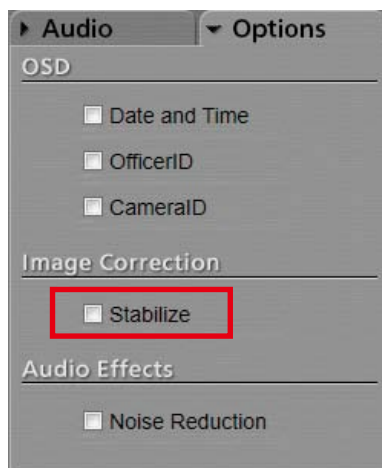 Audio Options
OSD
Date and Time
OfficerID
CameraID
Image Correction
Stabilize
Audio Effects
Noise Reduction